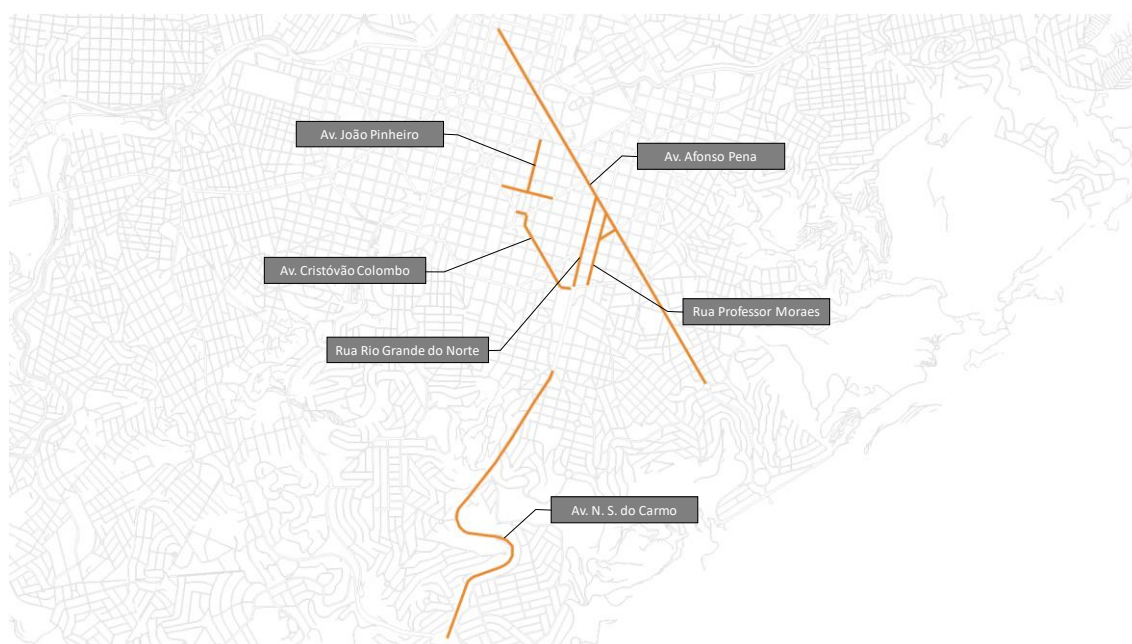 Av. João Pinheiro
Av. Afonso Pena
Av. Cristóvão Colombo
Rua Professor Moraes
Rua Rio Grande do Norte
Av. N. S. do Carmo